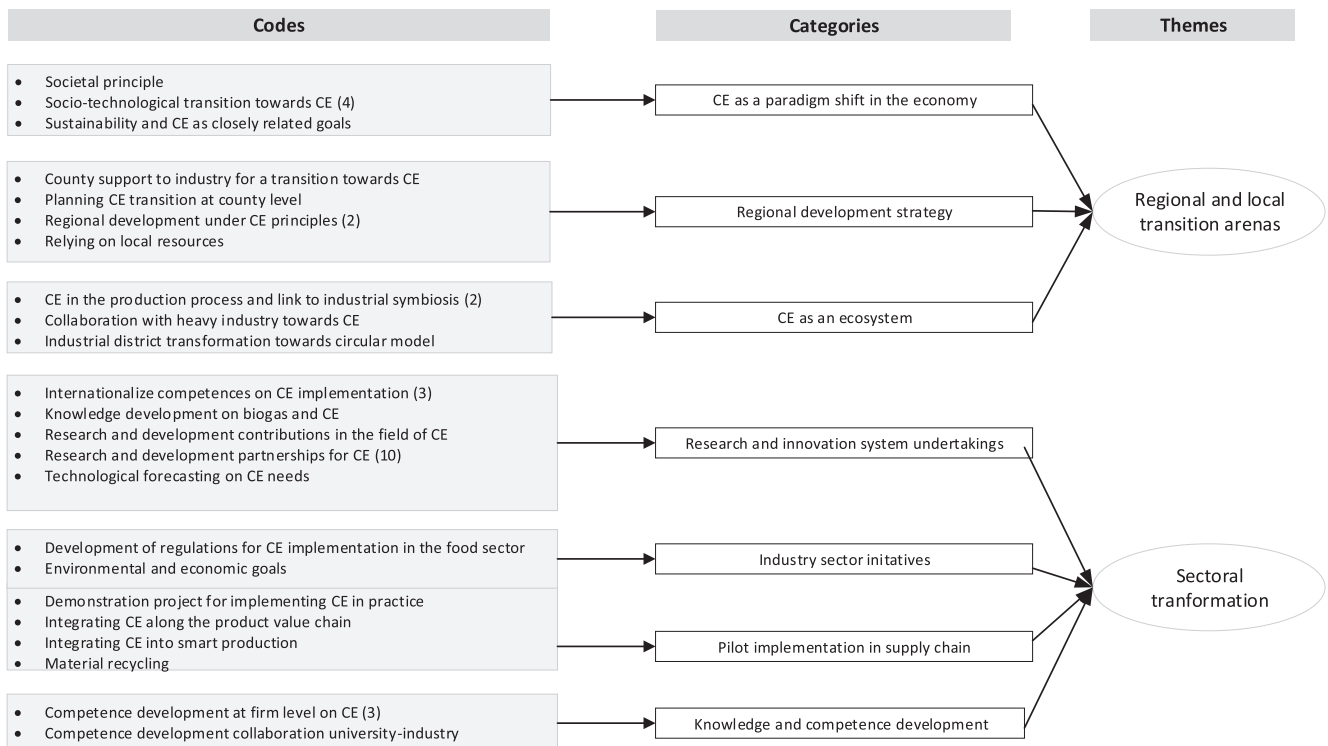 Codes
Categories
Themes
• Societal principle
• Socio-technological transition towards CE (4)
• Sustainability and CE as closely related goals
CE as a paradigm shift in the economy
• County support to industry for a transition towards CE
• Planning CE transition at county level
• Regional development under CE principles (2)
• Relying on local resources
Regional development strategy
Regional and local
transition arenas
• CE in the production process and link to industrial symbiosis (2)
• Collaboration with heavy industry towards CE
• Industrial district transformation towards circular model
CE as an ecosystem
• Internationalize competences on CE implementation (3)
• Knowledge development on biogas and CE
• Research and development contributions in the field of CE
• Research and development partnerships for CE (10)
• Technological forecasting on CE needs
Research and innovation system undertakings
• Development of regulations for CE implementation in the food sector
• Environmental and economic goals
Industry sector initatives
Sectoral
tranformation
• Demonstration project for implementing CE in practice
• Integrating CE along the product value chain
• Integrating CE into smart production
• Material recycling
Pilot implementation in supply chain
• Competence development at firm level on CE (3)
• Competence development collaboration university-industry
Knowledge and competence development